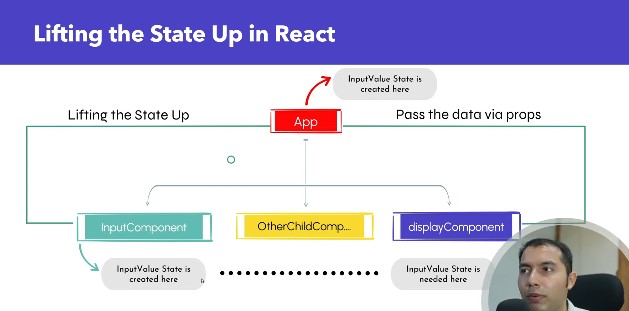 Lifting the State Up in React
InputValue State is
created here
Lifting the State Up
App
Pass the data via props
InputComponent
OtherChildComp...
displayComponent
InputValue State is
created here
InputValue State is
needed here